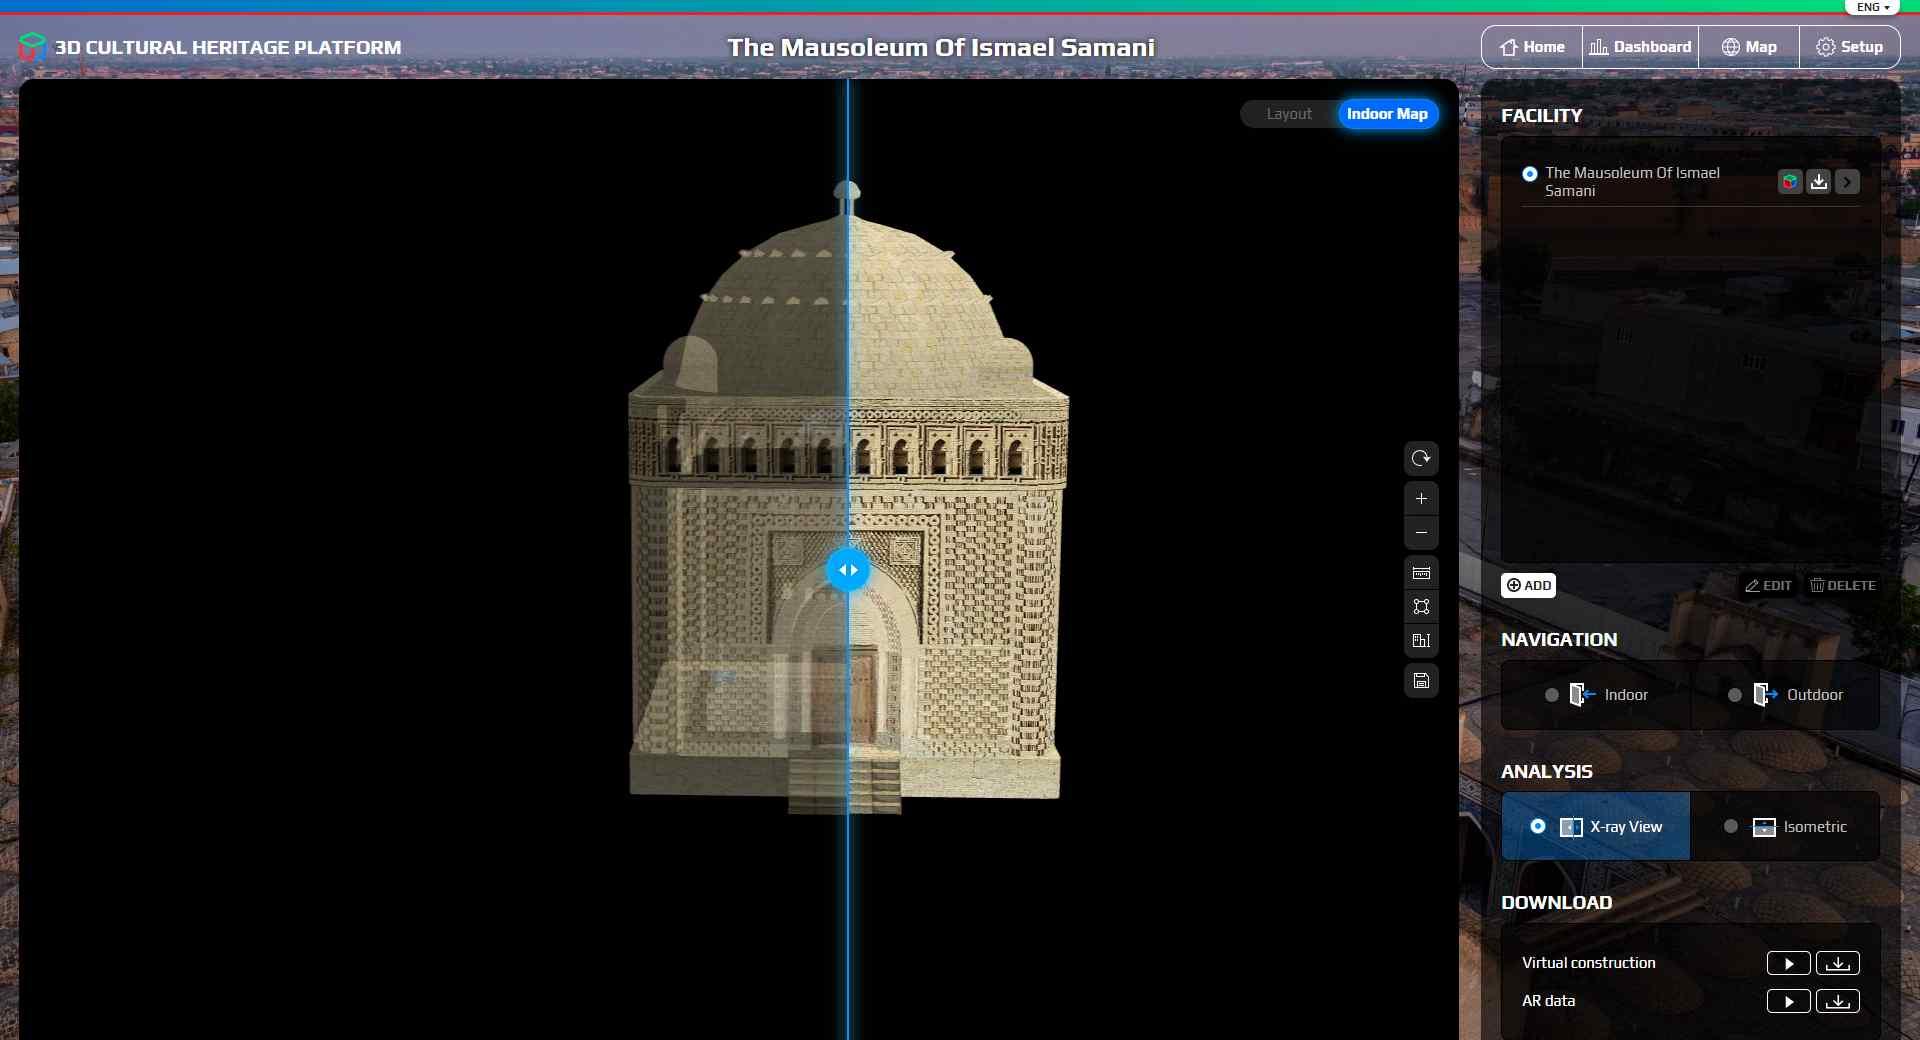 ENG
3D CULTURAL HERITAGE PLATFORM
The Mausoleum Of Ismael Samani
Home
Dashboard
Map
Setup
Layout
Indoor Map
FACILITY
The Mausoleum Of Ismael
Samani
ADD
EDIT
DELETE
NAVIGATION
Indoor
Outdoor
ANALYSIS
X-ray View
Isometric
DOWNLOAD
Virtual construction
AR data